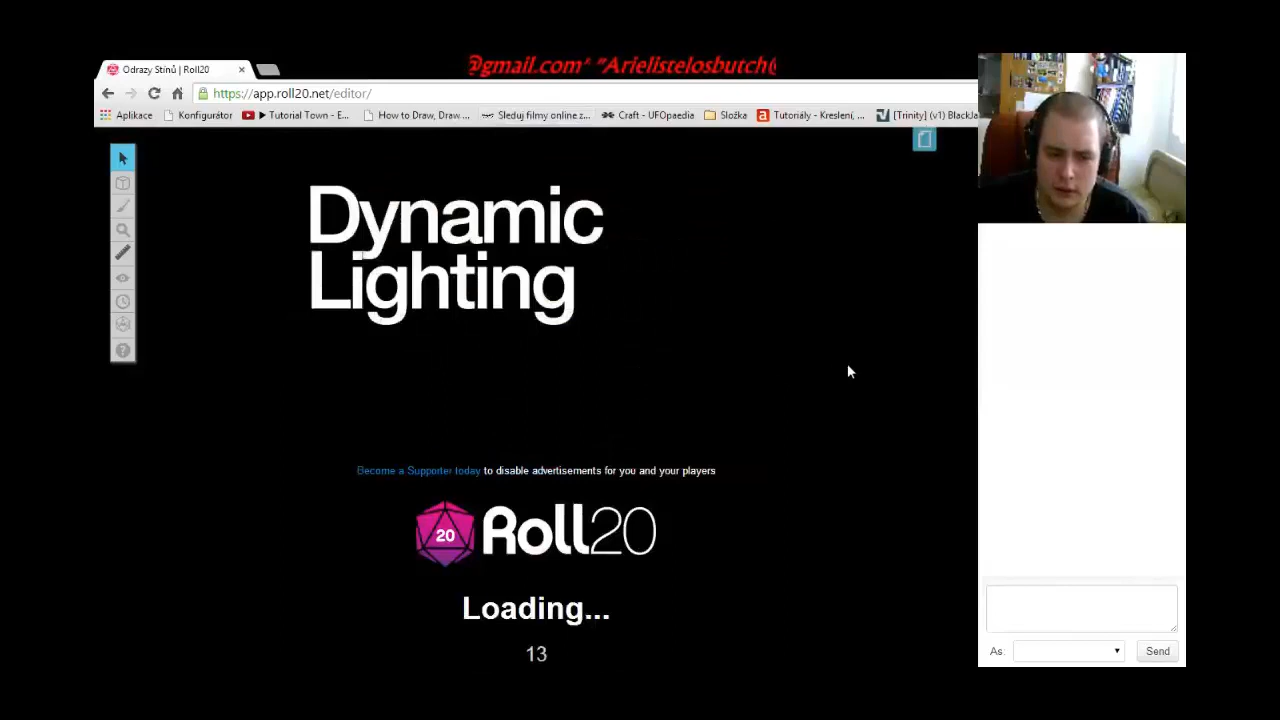 @gmail.com" "Arielistelosbutch@
Odrazy Stínů | Roll20
https://app.roll20.net/editor/
Aplikace Konfigurátor ▶ Tutorial Town - E... How to Draw, Draw ... Sleduj filmy online z... Craft - UFOpaedia Složka Tutoriály - Kreslení, ... [Trinity] (v1) BlackJa
Dynamic
Lighting
Become a Supporter today to disable advertisements for you and your players
20 Roll20
Loading...
13
As: Send